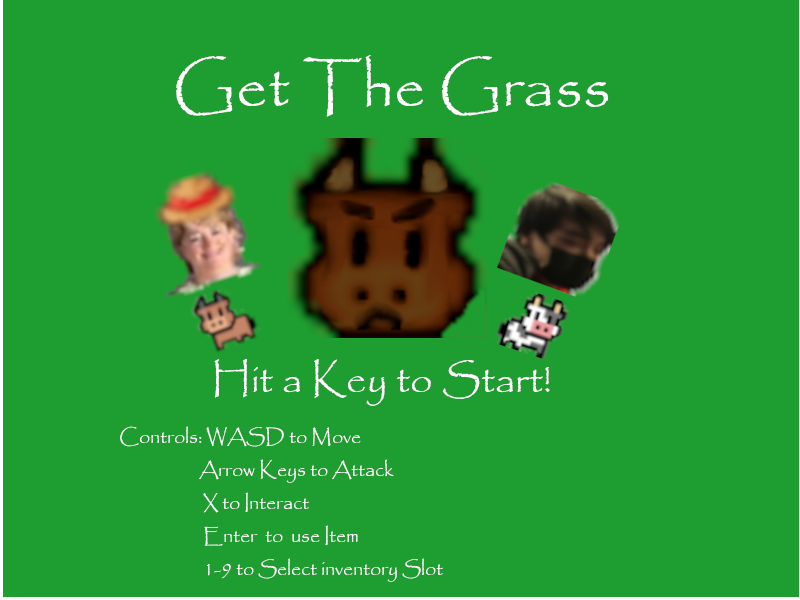 Get The Grass
Hit a Key to Start!
Controls: WASD to Move
Arrow Keys to Attack
X to Interact
Enter to use Item
1-9 to Select inventory Slot